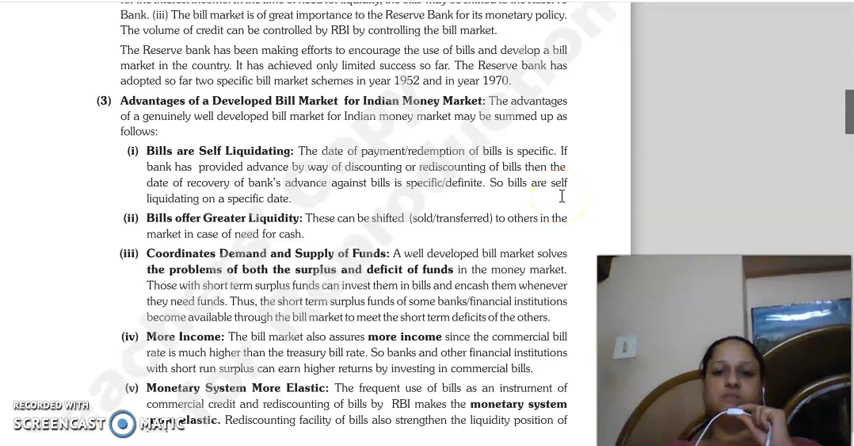 Bank. (iii) The bill market is of great importance to the Reserve Bank for its monetary policy.
The volume of credit can be controlled by RBI by controlling the bill market.
The Reserve bank has been making efforts to encourage the use of bills and develop a bill
market in the country. It has achieved only limited success so far. The Reserve bank has
adopted so far two specific bill market schemes in year 1952 and in year 1970.
(3) Advantages of a Developed Bill Market for Indian Money Market: The advantages
of a genuinely well developed bill market for Indian money market may be summed up as
follows:
(i) Bills are Self Liquidating: The date of payment/redemption of bills is specific. If
bank has provided advance by way of discounting or rediscounting of bills then the
date of recovery of bank's advance against bills is specific/definite. So bills are self
liquidating on a specific date.
(ii) Bills offer Greater Liquidity: These can be shifted (sold/transferred) to others in the
market in case of need for cash.
(iii) Coordinates Demand and Supply of Funds: A well developed bill market solves
the problems of both the surplus and deficit of funds in the money market.
Those with short term surplus funds can invest them in bills and encash them whenever
they need funds. Thus, the short term surplus funds of some banks/financial institutions
become available through the bill market to meet the short term deficits of the others.
(iv) More Income: The bill market also assures more income since the commercial bill
rate is much higher than the treasury bill rate. So banks and other financial institutions
with short run surplus can earn higher returns by investing in commercial bills.
(v) Monetary System More Elastic: The frequent use of bills as an instrument of
commercial credit and rediscounting of bills by RBI makes the monetary system
elastic. Rediscounting facility of bills also strengthen the liquidity position of
RECORDED WITH
SCREENCAST MATIC